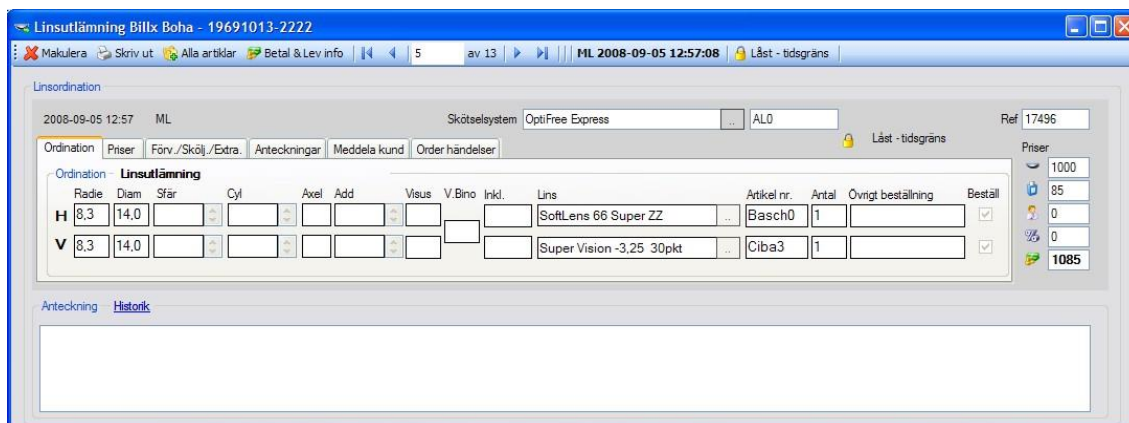 Linsutlämning Billx Boha - 19691013-2222
Makulera Skriv ut Alla artiklar Betal & Lev info 5 av 13 ML 2008-09-05 12:57:08 Låst - tidsgräns
Linsordination
2008-09-05 12:57 ML Skötselsystem OptiFree Express .. AL0 Ref 17496
Låst - tidsgräns
Ordination Priser Förv./Skölj./Extra. Anteckningar Meddela kund Order händelser Priser
Ordination Linsutlämning 1000
Radie Diam Sfär Cyl Axel Add Visus V.Bino Inkl. Lins Artikel nr. Antal Övrigt beställning Beställ 85
H 8,3 14,0 SoftLens 66 Super ZZ .. Basch0 1 0
V 8,3 14,0 Super Vision -3,25 30pkt .. Ciba3 1 0
1085
Anteckning Historik